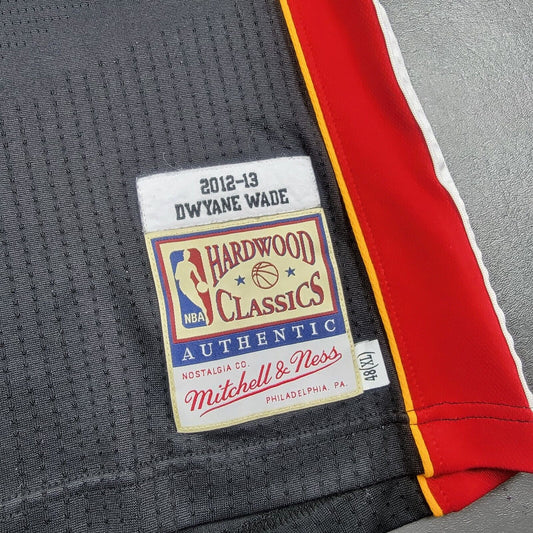 2012-13
DWYANE WADE
HARDWOOD
CLASSICS
NBA
AUTHENTIC
NOSTALGIA CO.
Mitchell & Ness
PHILADELPHIA, PA.
48(XL)